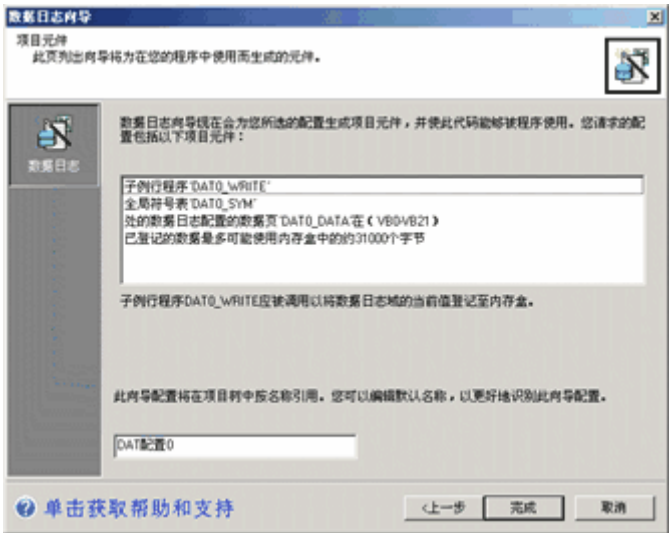 数据日志向导
项目元件
此页列出向导将为在您的程序中使用而生成的元件。
数据日志
数据日志向导现在会为您所选的配置生成项目元件，并使此代码能够被程序使用。您请求的配
置包括以下项目元件：
子例行程序'DAT0_WRITE'
全局符号表'DAT0_SYM'
处的数据日志配置的数据页'DAT0_DATA'在（VB0-VB21）
已登记的数据最多可能使用内存盒中的约31000个字节
子例行程序DAT0_WRITE应被调用以将数据日志域的当前值登记至内存盒。
此向导配置将在项目树中按名称引用。您可以编辑默认名称，以更好地识别此向导配置。
DAT配置0
单击获取帮助和支持
<上一步
完成
取消